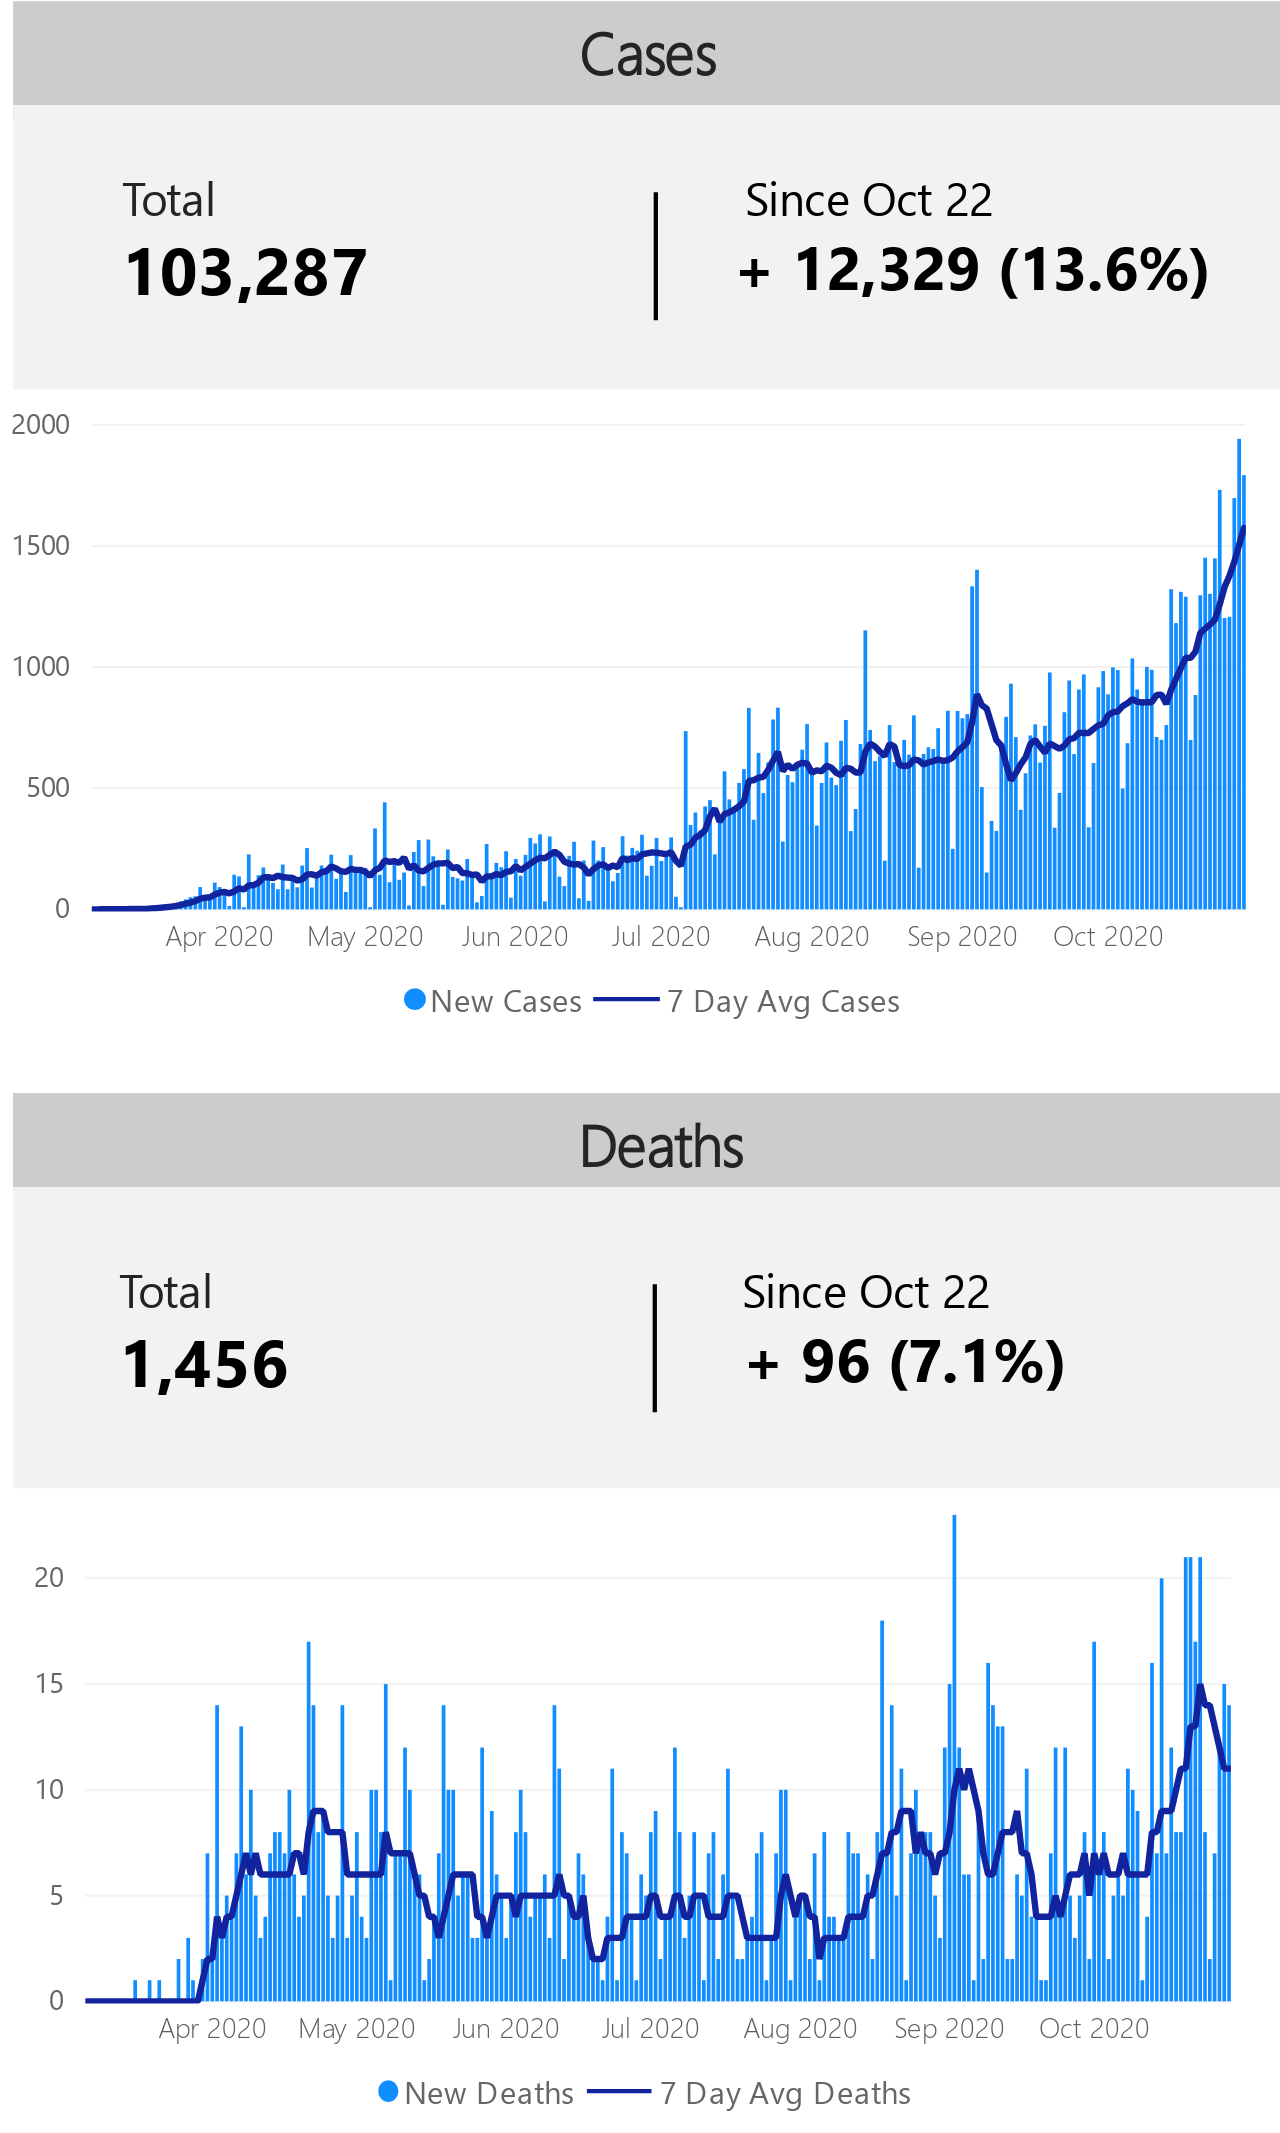 Cases
Total
Since Oct 22
103,287
+ 12,329 (13.6%)
2000
1500
1000
500
0
Apr 2020 May 2020 Jun 2020 Jul 2020 Aug 2020 Sep 2020 Oct 2020
New Cases 7 Day Avg Cases
Deaths
Total
Since Oct 22
1,456
+ 96 (7.1%)
20
15
10
5
0
Apr 2020 May 2020 Jun 2020 Jul 2020 Aug 2020 Sep 2020 Oct 2020
New Deaths 7 Day Avg Deaths